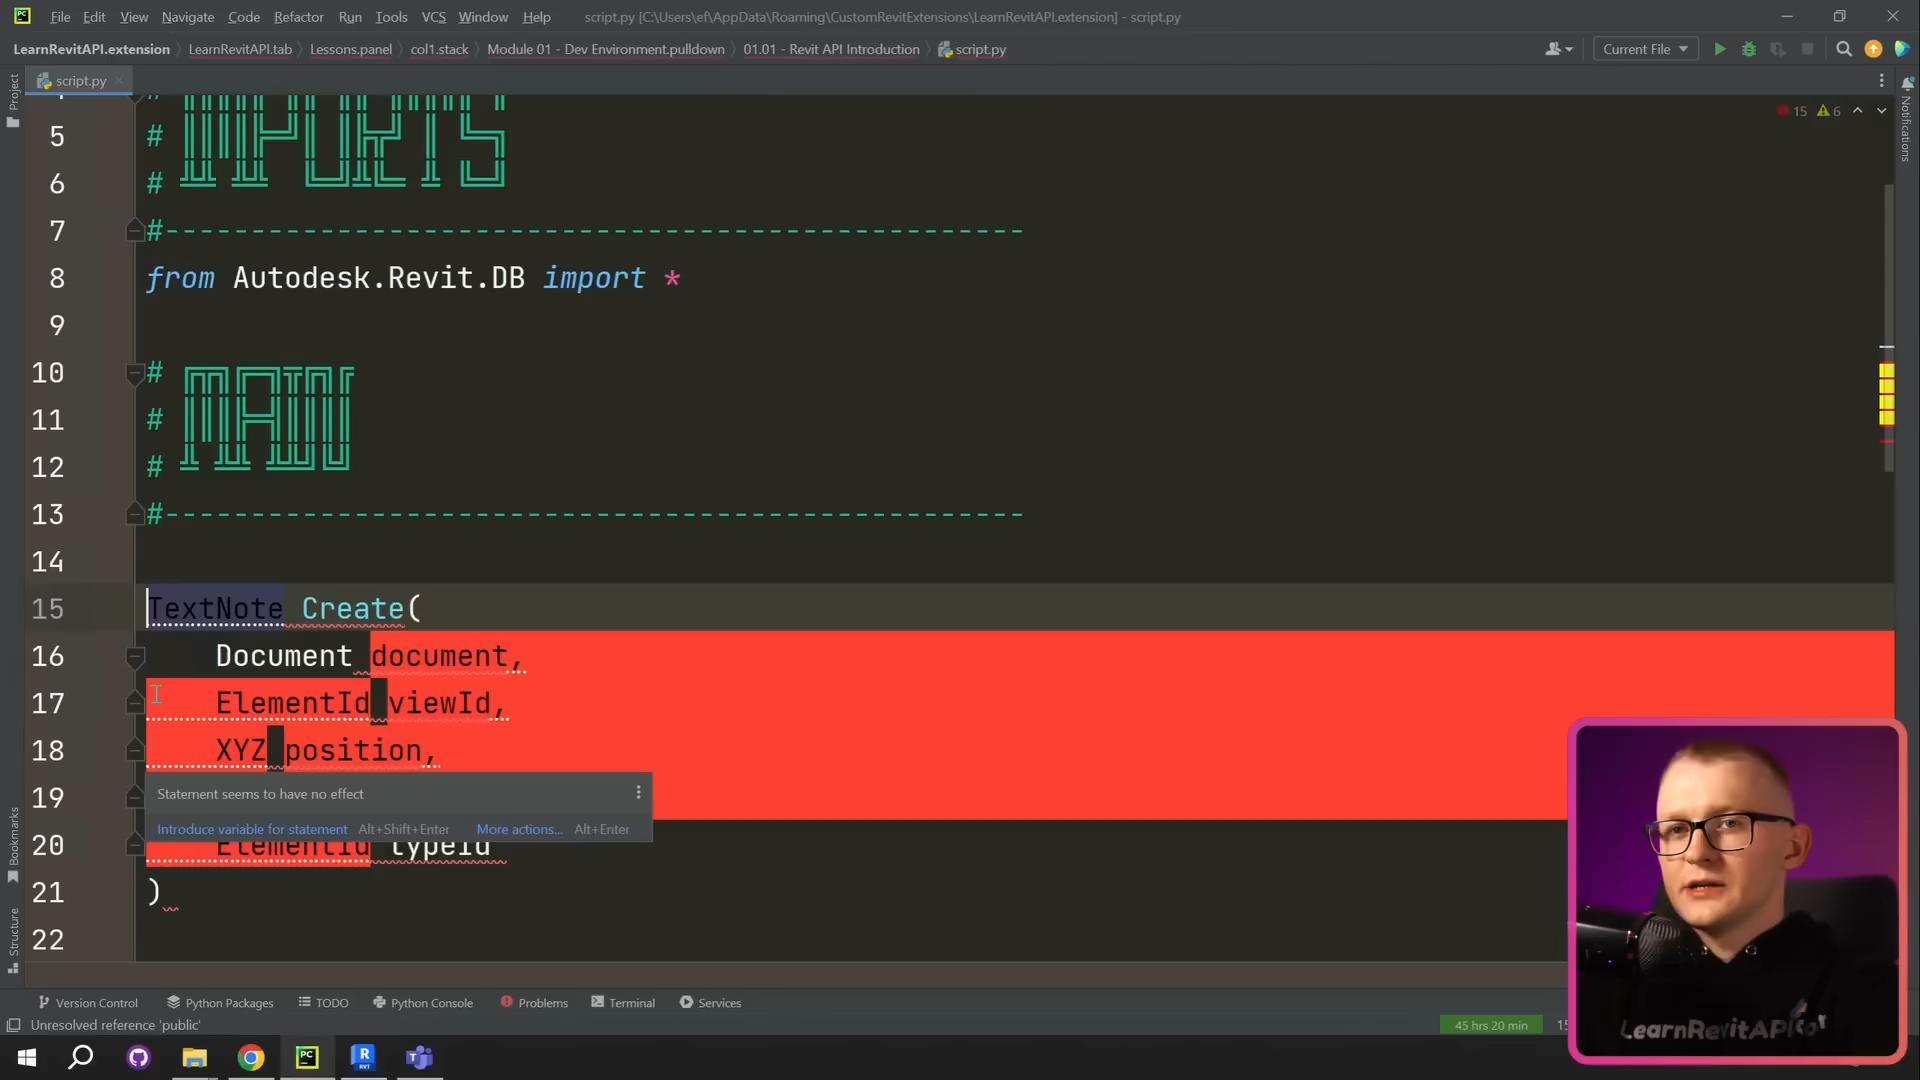 File Edit View Navigate Code Refactor Run Tools VCS Window Help script.py [C:\Users\ef\AppData\Roaming\CustomRevitExtensions\LearnRevitAPI.extension] - script.py
LearnRevitAPI.extension LearnRevitAPI.tab Lessons.panel col1.stack Module 01 - Dev Environment.pulldown 01.01 - Revit API Introduction script.py Current File
Project
script.py
Notifications
15 6
5 #
6 #
7 #--------------------------------------------------
8 from Autodesk.Revit.DB import *
9
10 # MAIN
11 #
12 #
13 #--------------------------------------------------
14
15 TextNote Create(
16 Document document,
17 ElementId viewId,
18 XYZ position,
19
Statement seems to have no effect
Introduce variable for statement Alt+Shift+Enter More actions... Alt+Enter
20 ElementId typeId
21 )
22
Bookmarks
Structure
Version Control Python Packages TODO Python Console Problems Terminal Services
Unresolved reference 'public' 45 hrs 20 min